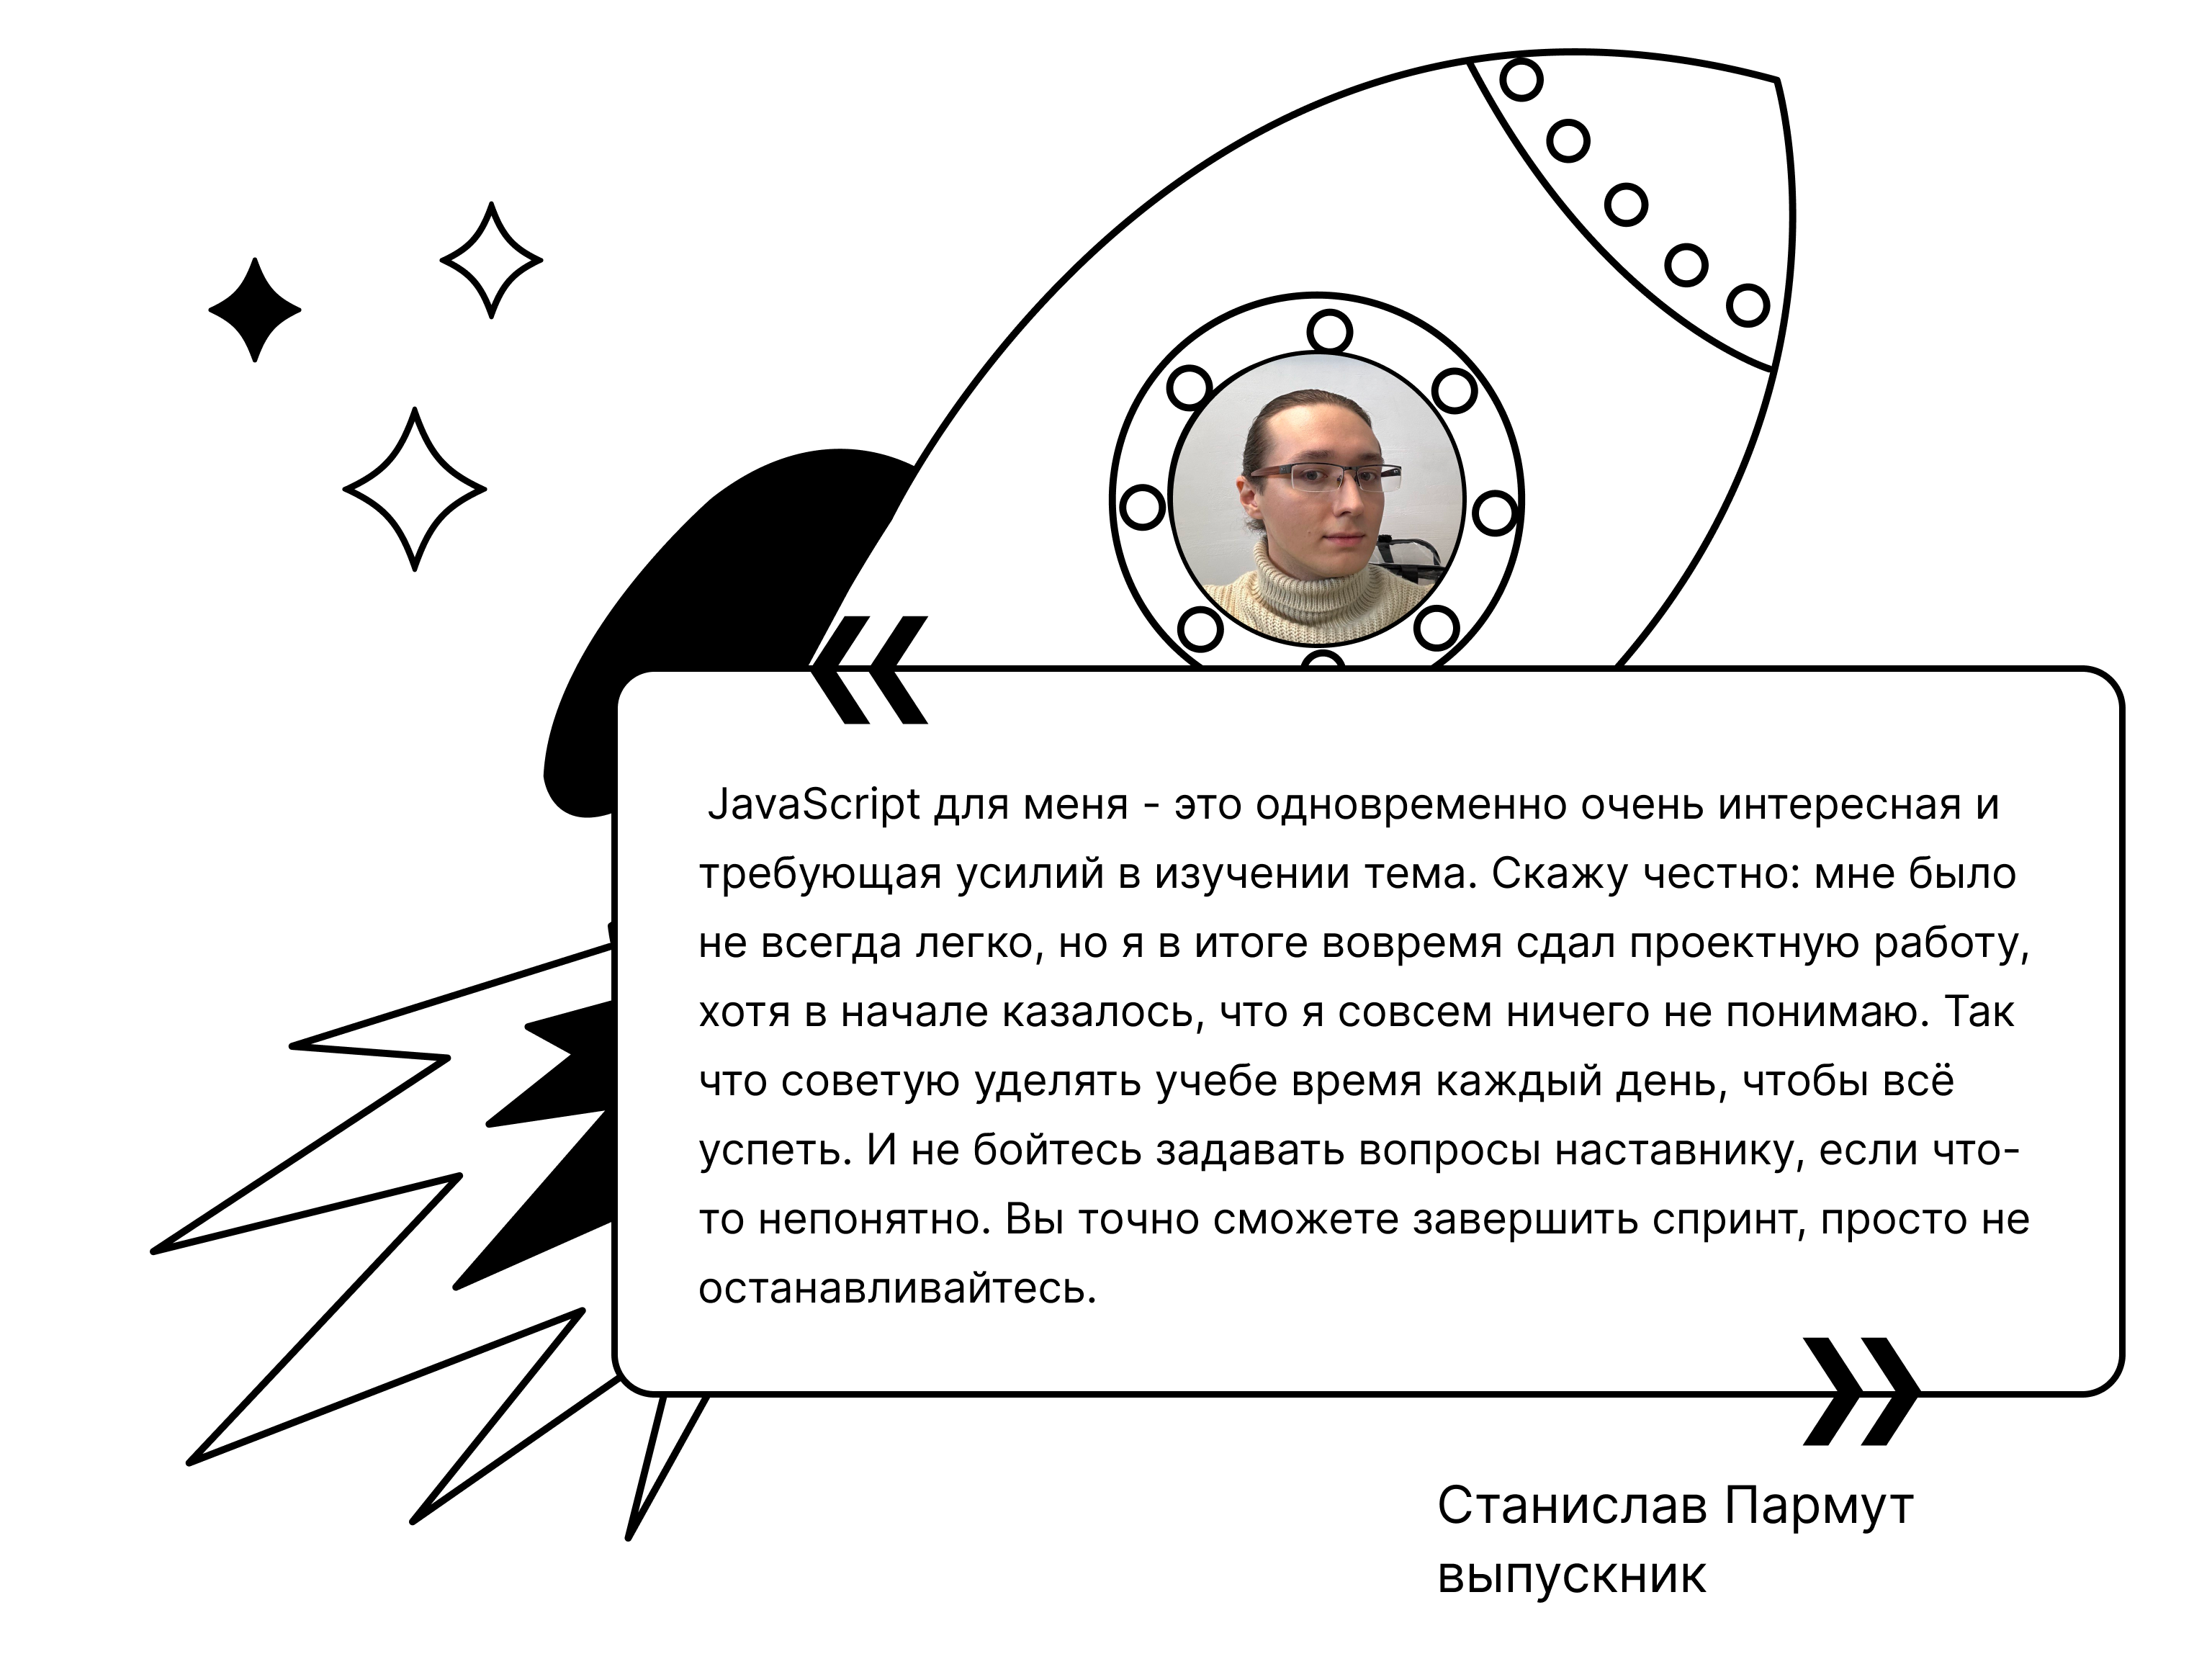 «
JavaScript для меня - это одновременно очень интересная и
требующая усилий в изучении тема. Скажу честно: мне было
не всегда легко, но я в итоге вовремя сдал проектную работу,
хотя в начале казалось, что я совсем ничего не понимаю. Так
что советую уделять учебе время каждый день, чтобы всё
успеть. И не бойтесь задавать вопросы наставнику, если что-
то непонятно. Вы точно сможете завершить спринт, просто не
останавливайтесь.
»
Станислав Пармут
выпускник